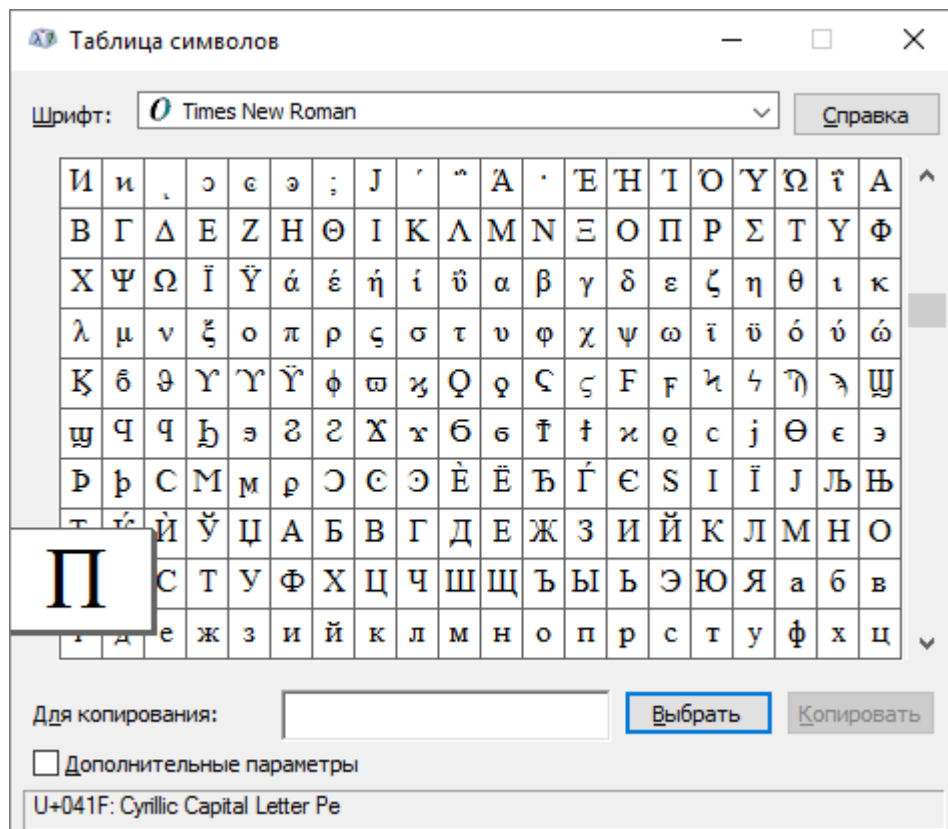 Таблица символов
Шрифт: Times New Roman Справка
И и ͺ ͻ ͼ ͽ ; Ϳ ΄ ΅ Ά · Έ Ή Ί Ό Ύ Ώ ΐ Α
Β Γ Δ Ε Ζ Η Θ Ι Κ Λ Μ Ν Ξ Ο Π Ρ Σ Τ Υ Φ
Χ Ψ Ω Ϊ Ϋ ά έ ή ί ΰ α β γ δ ε ζ η θ ι κ
λ μ ν ξ ο π ρ ς σ τ υ φ χ ψ ω ϊ ϋ ό ύ ώ
Ϗ ϐ ϑ ϒ ϓ ϔ ϕ ϖ ϗ Ϙ ϙ Ϛ ϛ Ϝ ϝ Ϟ ϟ Ϡ ϡ Ϣ
ϣ Ϥ ϥ Ϧ ϧ Ϩ ϩ Ϫ ϫ Ϭ ϭ Ϯ ϯ ϰ ϱ ϲ ϳ ϴ ϵ ϶
Ϸ ϸ Ϲ Ϻ ϻ ϼ Ͻ Ͼ Ͽ Ѐ Ё Ђ Ѓ Є Ѕ І Ї Ј Љ Њ
Ћ Ќ Ѝ Ў Џ А Б В Г Д Е Ж З И Й К Л М Н О
П С Т У Ф Х Ц Ч Ш Щ Ъ Ы Ь Э Ю Я а б в
г д е ж з и й к л м н о п р с т у ф х ц
Для копирования: Выбрать Копировать
Дополнительные параметры
U+041F: Cyrillic Capital Letter Pe